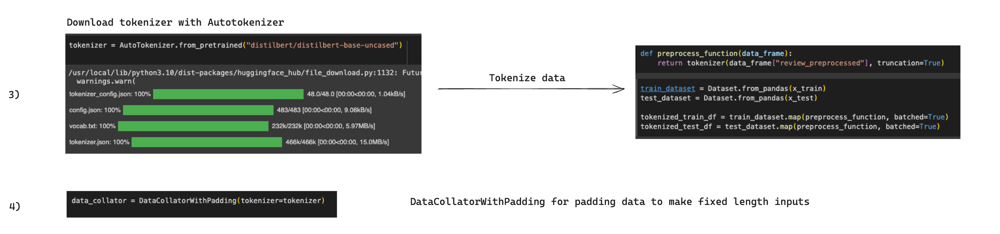 Download tokenizer with Autotokenizer
tokenizer = AutoTokenizer.from_pretrained("distilbert/distilbert-base-uncased")
/usr/local/lib/python3.10/dist-packages/huggingface_hub/file_download.py:1132: Futur
warnings.warn(
3)
tokenizer_config.json: 100% 48.0/48.0 [00:00<00:00, 1.04kB/s]
config.json: 100% 483/483 [00:00<00:00, 9.06kB/s]
vocab.txt: 100% 232k/232k [00:00<00:00, 5.97MB/s]
tokenizer.json: 100% 466k/466k [00:00<00:00, 15.0MB/s]
Tokenize data
def preprocess_function(data_frame):
return tokenizer(data_frame["review_preprocessed"], truncation=True)
train_dataset = Dataset.from_pandas(x_train)
test_dataset = Dataset.from_pandas(x_test)
tokenized_train_df = train_dataset.map(preprocess_function, batched=True)
tokenized_test_df = test_dataset.map(preprocess_function, batched=True)
4)
data_collator = DataCollatorWithPadding(tokenizer=tokenizer)
DataCollatorWithPadding for padding data to make fixed length inputs